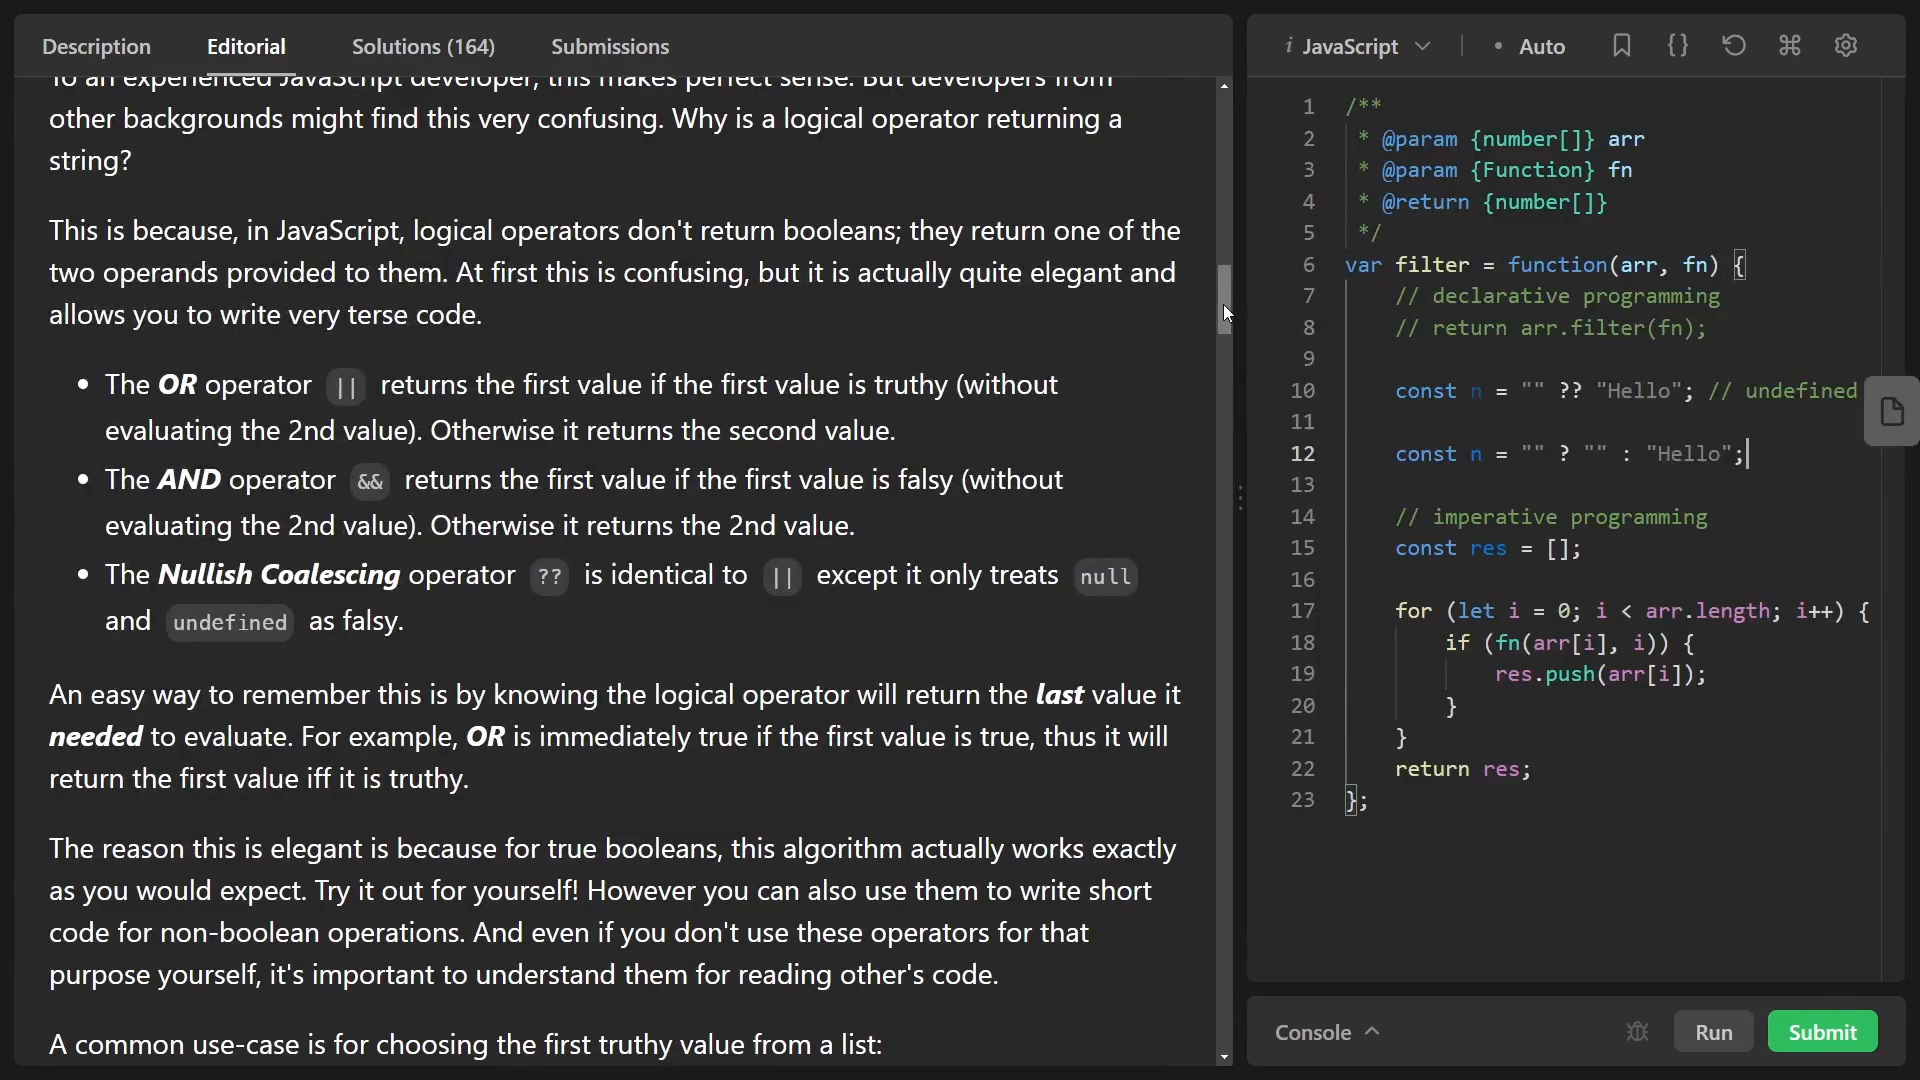 Description Editorial Solutions (164) Submissions
To an experienced JavaScript developer, this makes perfect sense. But developers from
other backgrounds might find this very confusing. Why is a logical operator returning a
string?
This is because, in JavaScript, logical operators don't return booleans; they return one of the
two operands provided to them. At first this is confusing, but it is actually quite elegant and
allows you to write very terse code.
• The OR operator || returns the first value if the first value is truthy (without
evaluating the 2nd value). Otherwise it returns the second value.
• The AND operator && returns the first value if the first value is falsy (without
evaluating the 2nd value). Otherwise it returns the 2nd value.
• The Nullish Coalescing operator ?? is identical to || except it only treats null
and undefined as falsy.
An easy way to remember this is by knowing the logical operator will return the last value it
needed to evaluate. For example, OR is immediately true if the first value is true, thus it will
return the first value iff it is truthy.
The reason this is elegant is because for true booleans, this algorithm actually works exactly
as you would expect. Try it out for yourself! However you can also use them to write short
code for non-boolean operations. And even if you don't use these operators for that
purpose yourself, it's important to understand them for reading other's code.
A common use-case is for choosing the first truthy value from a list:
i JavaScript • Auto {} ⌘
1 /**
2 * @param {number[]} arr
3 * @param {Function} fn
4 * @return {number[]}
5 */
6 var filter = function(arr, fn) {
7 // declarative programming
8 // return arr.filter(fn);
9
10 const n = "" ?? "Hello"; // undefined
11
12 const n = "" ? "" : "Hello";
13
14 // imperative programming
15 const res = [];
16
17 for (let i = 0; i < arr.length; i++) {
18 if (fn(arr[i], i)) {
19 res.push(arr[i]);
20 }
21 }
22 return res;
23 };
Console Run Submit